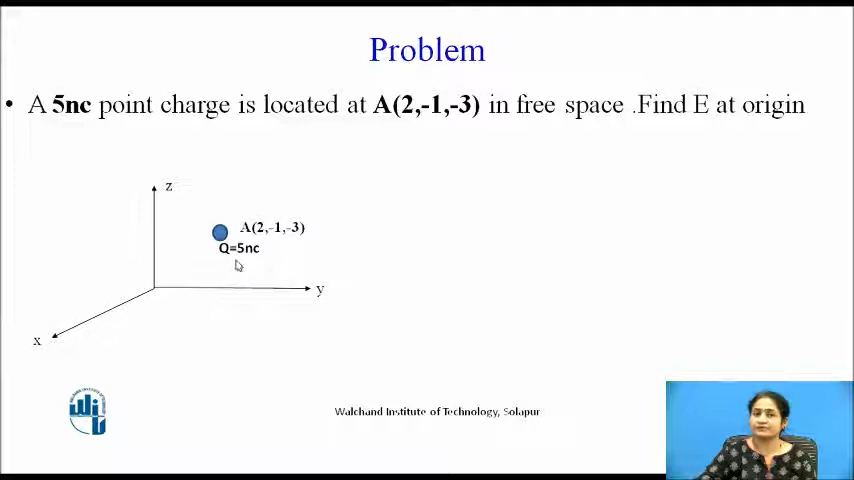 Problem
• A 5nc point charge is located at A(2,-1,-3) in free space .Find E at origin
z
A(2,-1,-3)
Q=5nc
y
x
Walchand Institute of Technology, Solapur